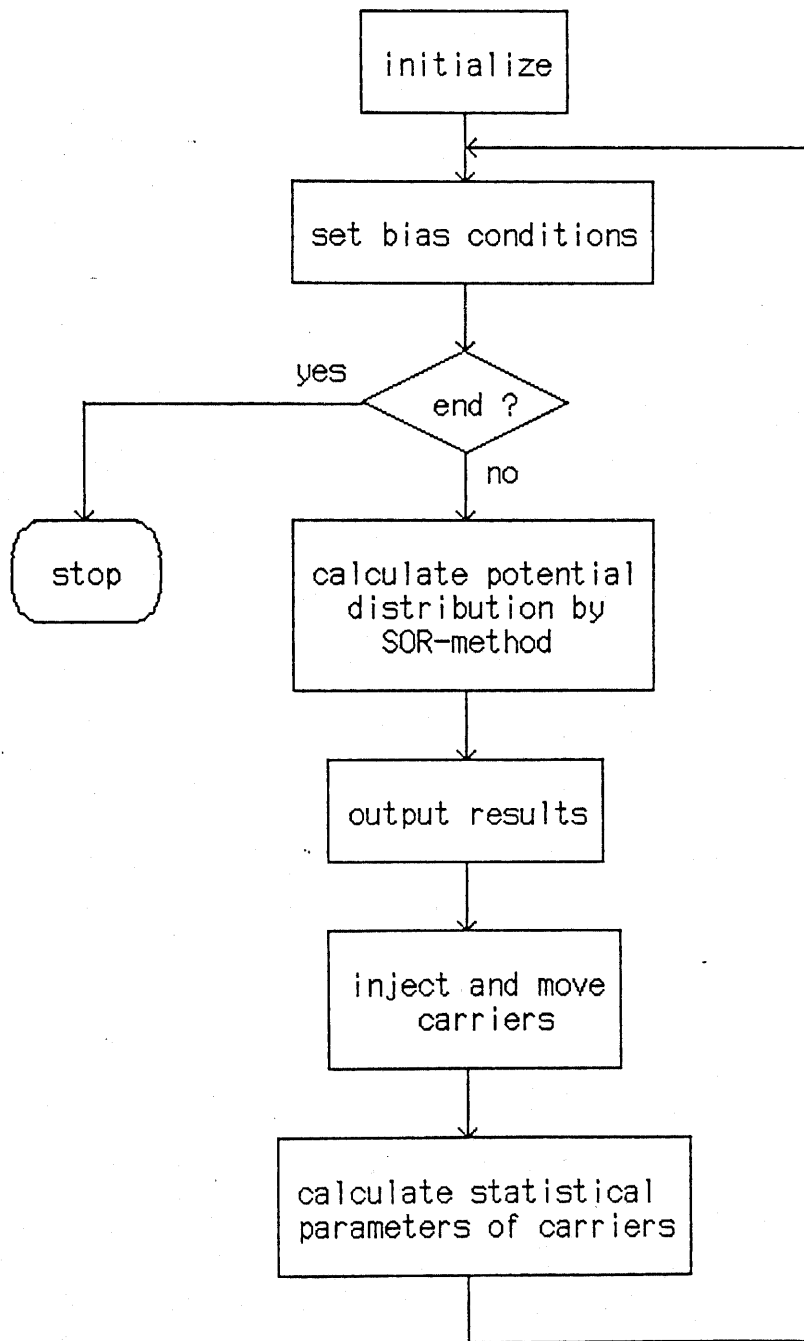 initialize
set bias conditions
yes
end ?
no
stop
calculate potential
distribution by
SOR-method
output results
inject and move
carriers
calculate statistical
parameters of carriers